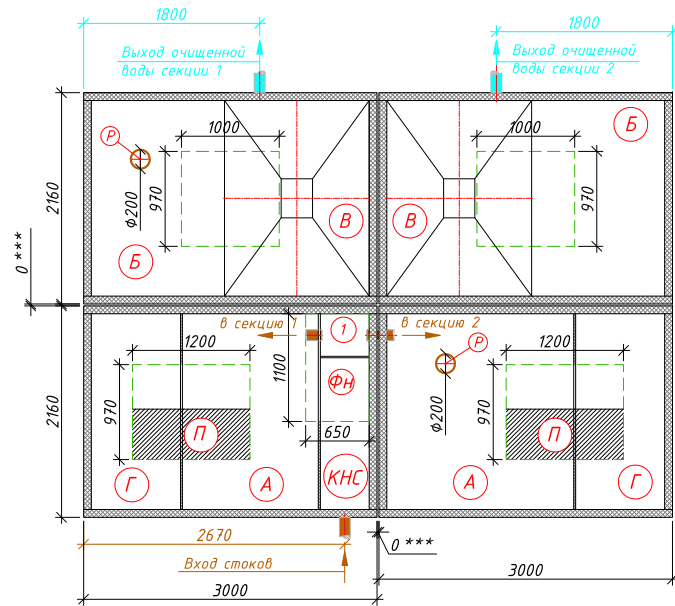 1800
1800
Выход очищенной
воды секции 1
Выход очищенной
воды секции 2
1000
1000
Р
Б
2160
Ф200
970
970
В
В
Б
0 ***
в секцию 1
1
в секцию 2
1200
1100
Р
1200
Фн
970
Ф200
970
2160
П
650
П
Г
А
КНС
А
Г
2670
0 ***
Вход стоков
3000
3000